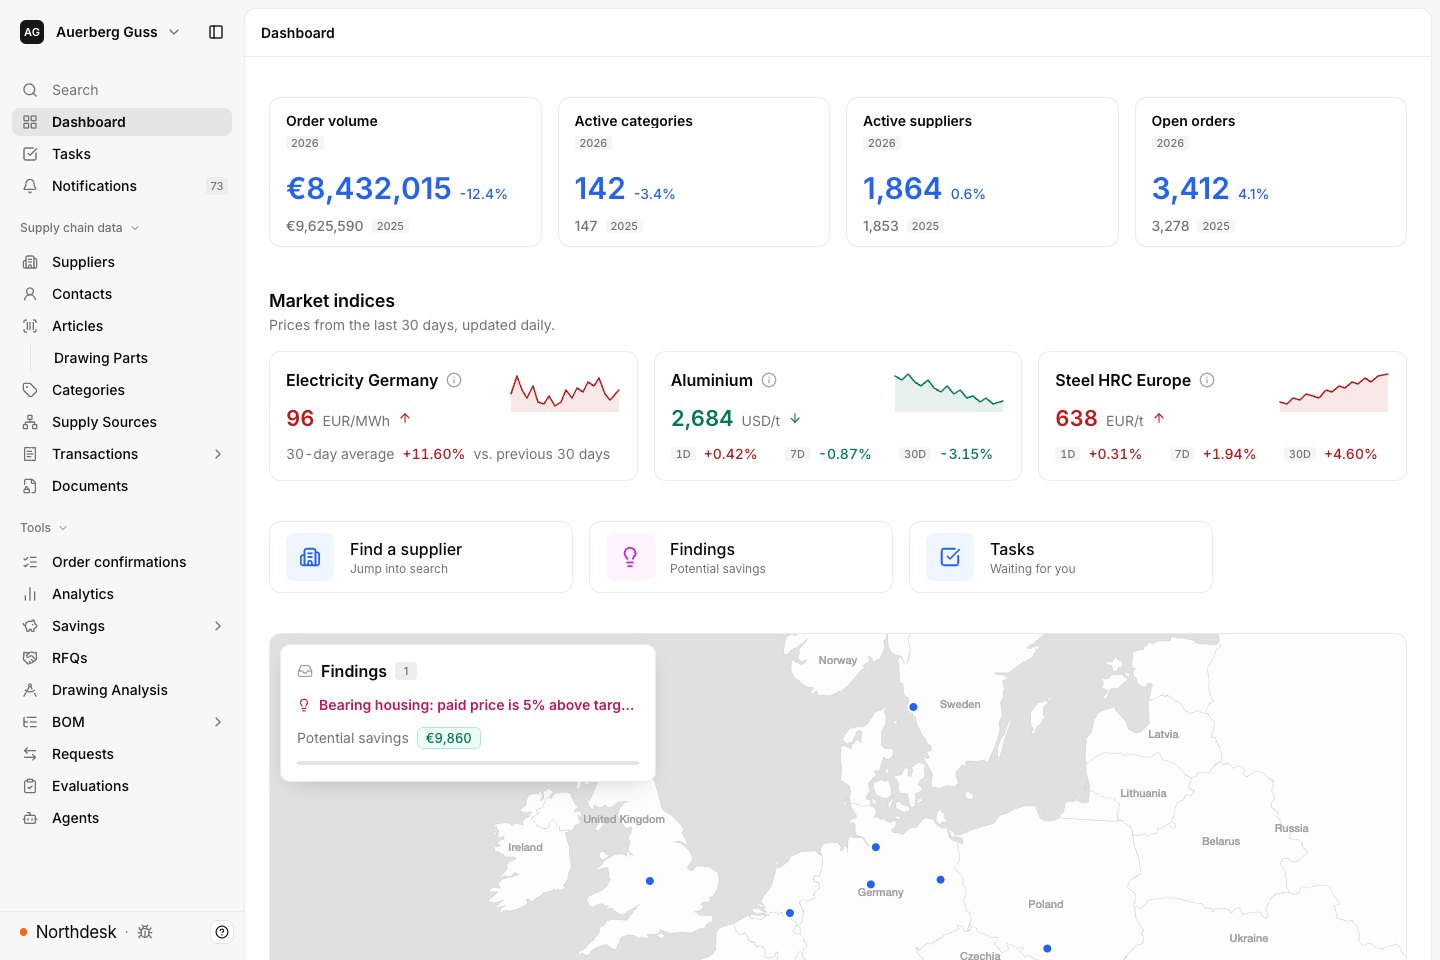 AG Auerberg Guss
Search
Dashboard
Tasks
Notifications 73
Supply chain data
Suppliers
Contacts
Articles
Drawing Parts
Categories
Supply Sources
Transactions
Documents
Tools
Order confirmations
Analytics
Savings
RFQs
Drawing Analysis
BOM
Requests
Evaluations
Agents
Northdesk ·
Dashboard
Order volume
2026
€8,432,015 -12.4%
€9,625,590 2025
Active categories
2026
142 -3.4%
147 2025
Active suppliers
2026
1,864 0.6%
1,853 2025
Open orders
2026
3,412 4.1%
3,278 2025
Market indices
Prices from the last 30 days, updated daily.
Electricity Germany
96 EUR/MWh ↑
30-day average +11.60% vs. previous 30 days
Aluminium
2,684 USD/t ↓
1D +0.42% 7D -0.87% 30D -3.15%
Steel HRC Europe
638 EUR/t ↑
1D +0.31% 7D +1.94% 30D +4.60%
Find a supplier
Jump into search
Findings
Potential savings
Tasks
Waiting for you
Findings 1
Bearing housing: paid price is 5% above targ...
Potential savings €9,860
Norway
Sweden
Latvia
Lithuania
United Kingdom
Russia
Belarus
Ireland
Germany
Poland
Ukraine
Czechia